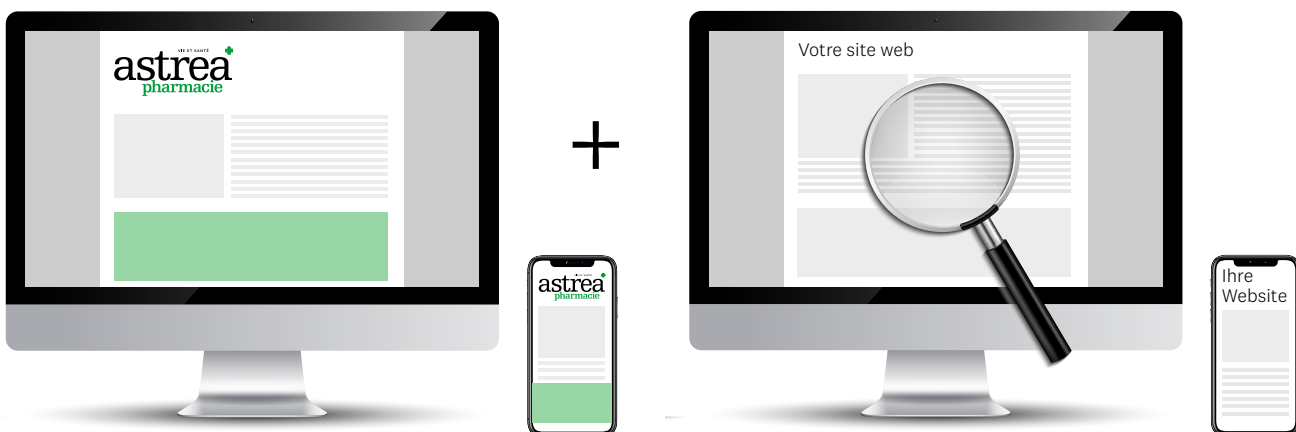 VIE ET SANTÉ
astrea
pharmacie
+
Votre site web
astrea
pharmacie
Ihre
Website